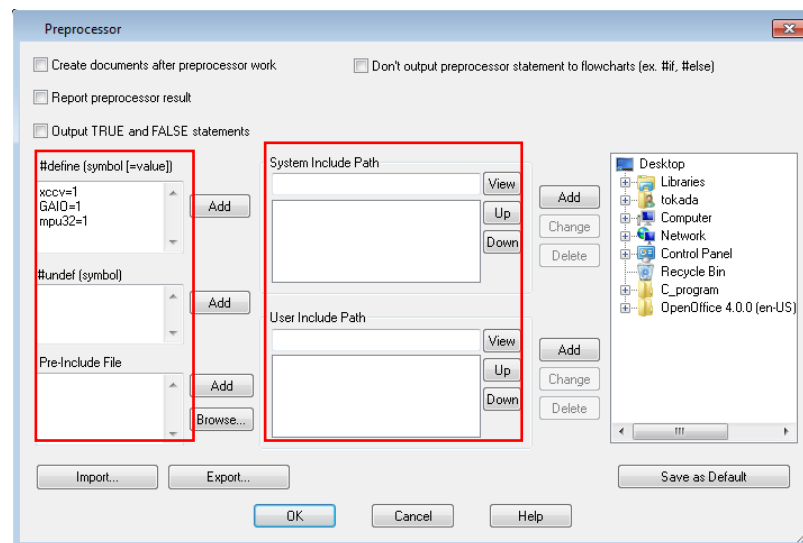 Preprocessor
Create documents after preprocessor work
Don't output preprocessor statement to flowcharts (ex. #if, #else)
Report preprocessor result
Output TRUE and FALSE statements
#define (symbol [=value])
xccv=1
GAIO=1
mpu32=1
Add
#undef (symbol)
Add
Pre-Include File
Add
Browse...
System Include Path
View
Up
Down
Add
Change
Delete
User Include Path
View
Up
Down
Add
Change
Delete
Desktop
Libraries
tokada
Computer
Network
Control Panel
Recycle Bin
C_program
OpenOffice 4.0.0 (en-US)
Import...
Export...
Save as Default
OK
Cancel
Help